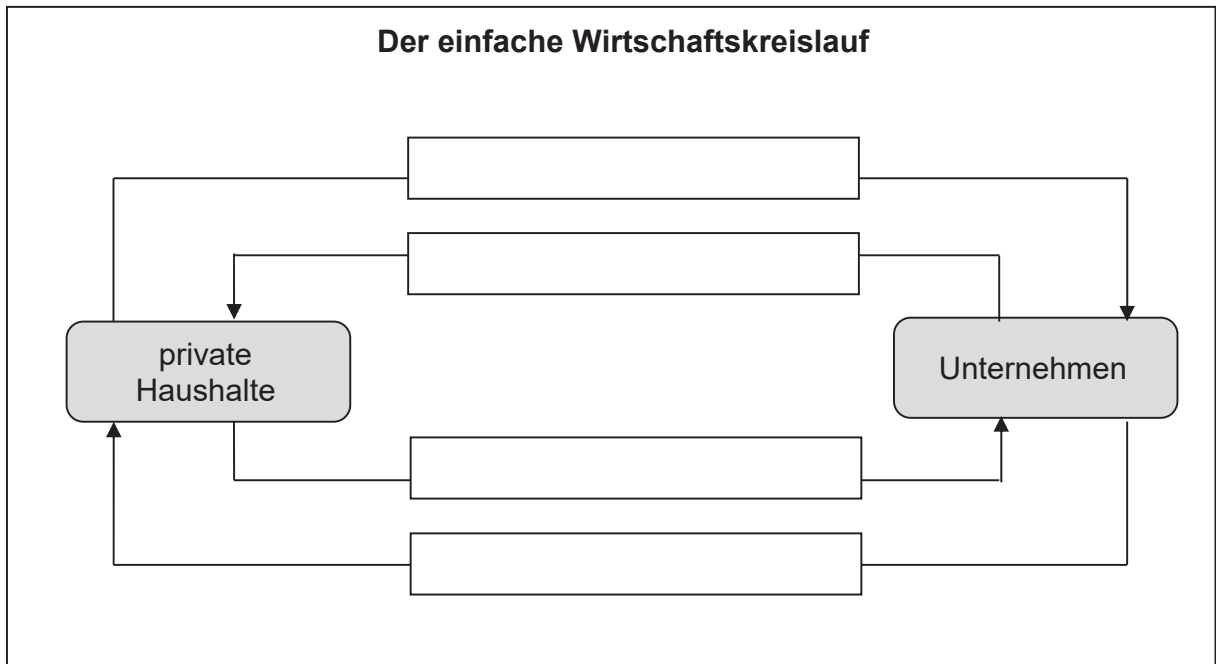 Der einfache Wirtschaftskreislauf
private
Haushalte
Unternehmen